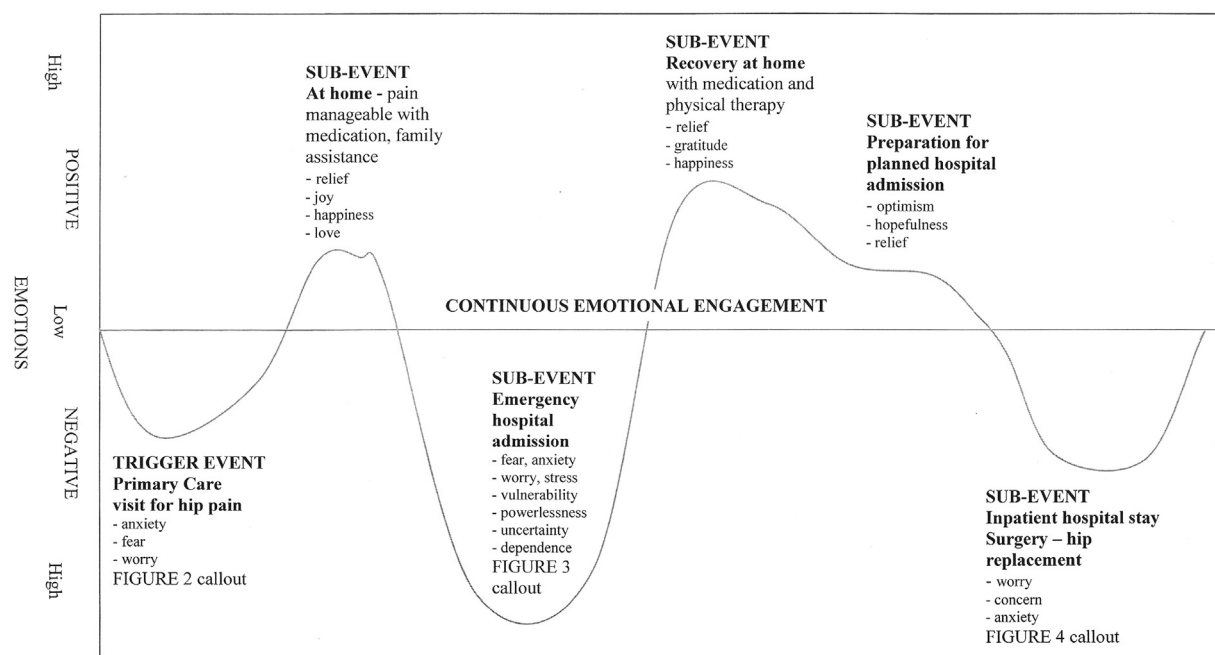 EMOTIONS
High
POSITIVE
Low
NEGATIVE
High
TRIGGER EVENT
Primary Care
visit for hip pain
- anxiety
- fear
- worry
FIGURE 2 callout
SUB-EVENT
At home - pain
manageable with
medication, family
assistance
- relief
- joy
- happiness
- love
CONTINUOUS EMOTIONAL ENGAGEMENT
SUB-EVENT
Emergency
hospital
admission
- fear, anxiety
- worry, stress
- vulnerability
- powerlessness
- uncertainty
- dependence
FIGURE 3
callout
SUB-EVENT
Recovery at home
with medication and
physical therapy
- relief
- gratitude
- happiness
SUB-EVENT
Preparation for
planned hospital
admission
- optimism
- hopefulness
- relief
SUB-EVENT
Inpatient hospital stay
Surgery – hip
replacement
- worry
- concern
- anxiety
FIGURE 4 callout